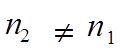 n₂ ≠ n₁